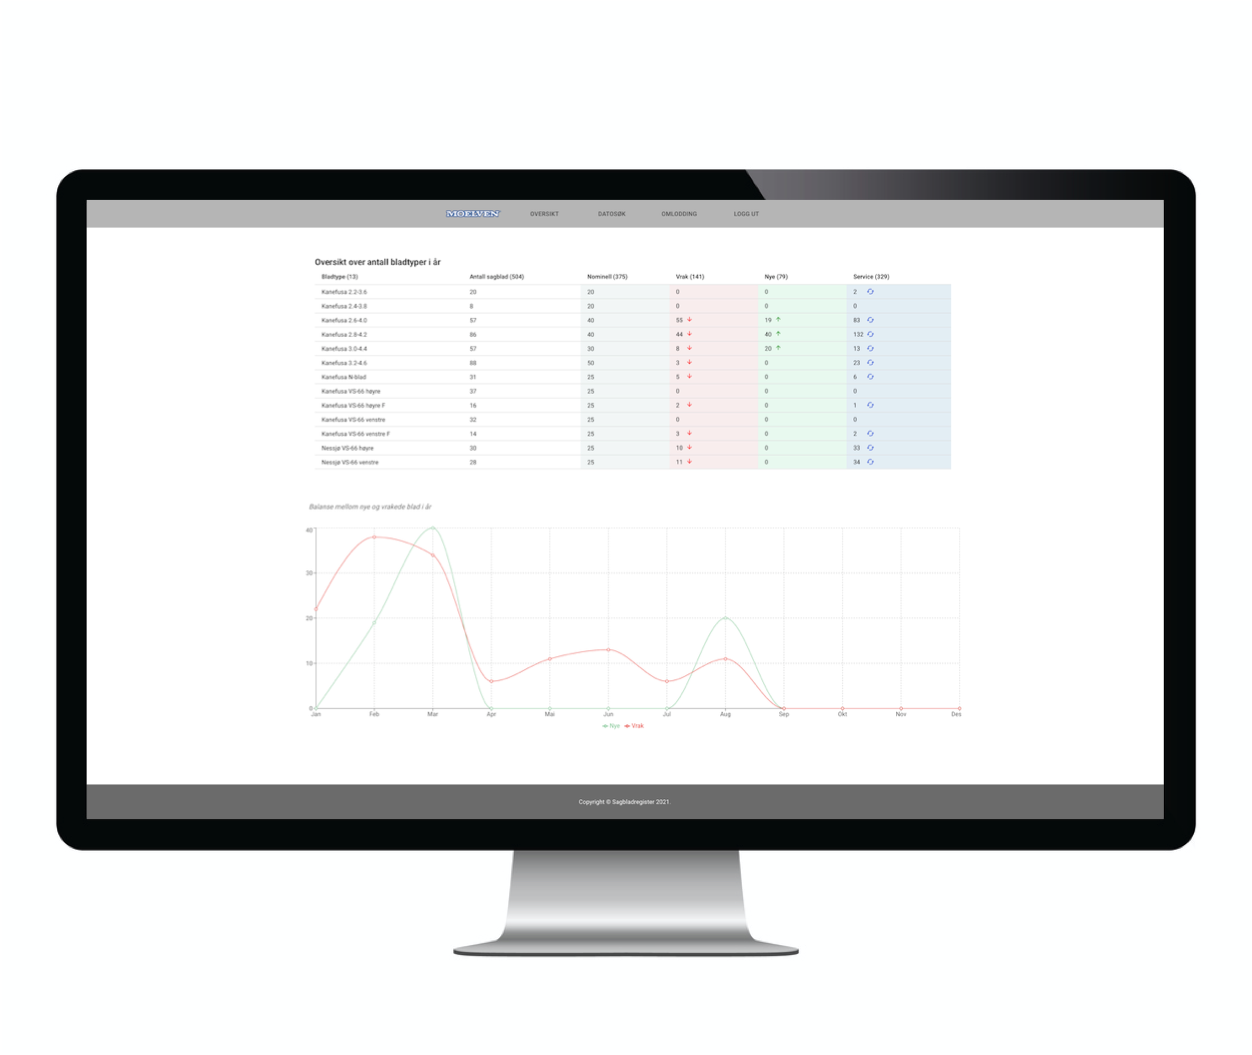 MOELVEN OVERSIKT DATOSØK OMLODDING LOGG UT
Oversikt over antall bladtyper i år
Bladtype (13) Antall sagblad (504) Nominell (375) Vrak (141) Nye (79) Service (329)
Kanefusa 2.2-3.6 20 20 0 0 2
Kanefusa 2.4-3.8 8 20 0 0 0
Kanefusa 2.6-4.0 57 40 55 19 83
Kanefusa 2.8-4.2 86 40 44 40 132
Kanefusa 3.0-4.4 57 30 8 20 13
Kanefusa 3.2-4.6 88 50 3 0 23
Kanefusa N-blad 31 25 5 0 6
Kanefusa VS-66 høyre 37 25 0 0 0
Kanefusa VS-66 høyre F 16 25 2 0 1
Kanefusa VS-66 venstre 32 25 0 0 0
Kanefusa VS-66 venstre F 14 25 3 0 2
Nessjø VS-66 høyre 30 25 10 0 33
Nessjø VS-66 venstre 28 25 11 0 34
Balanse mellom nye og vrakede blad i år
40
30
20
10
0
Jan Feb Mar Apr Mai Jun Jul Aug Sep Okt Nov Des
Nye Vrak
Copyright © Sagbladregister 2021.